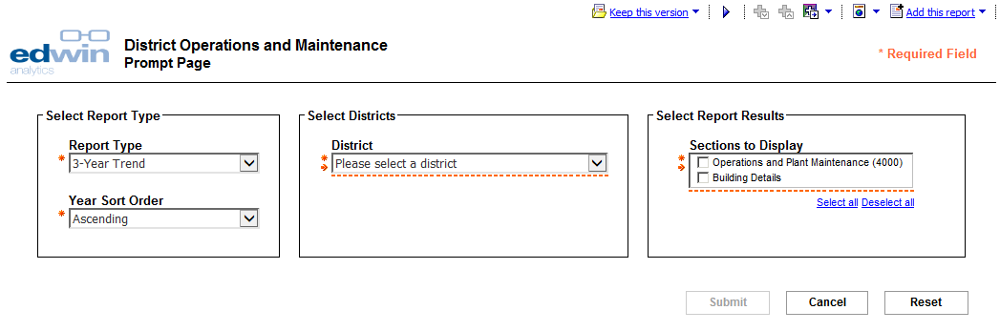 Keep this version
Add this report
edwin
analytics
District Operations and Maintenance
Prompt Page
* Required Field
Select Report Type
Report Type
* 3-Year Trend
Year Sort Order
* Ascending
Select Districts
District
* Please select a district
Select Report Results
Sections to Display
* Operations and Plant Maintenance (4000)
Building Details
Select all Deselect all
Submit Cancel Reset